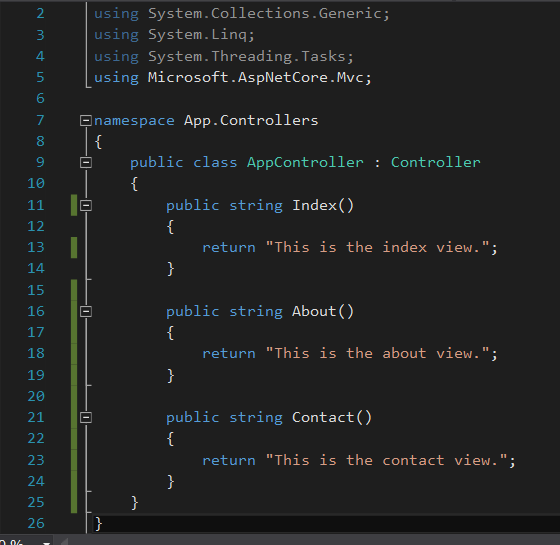 2 using System.Collections.Generic;
3 using System.Linq;
4 using System.Threading.Tasks;
5 using Microsoft.AspNetCore.Mvc;
6
7 namespace App.Controllers
8 {
9 public class AppController : Controller
10 {
11 public string Index()
12 {
13 return "This is the index view.";
14 }
15
16 public string About()
17 {
18 return "This is the about view.";
19 }
20
21 public string Contact()
22 {
23 return "This is the contact view.";
24 }
25 }
26 }